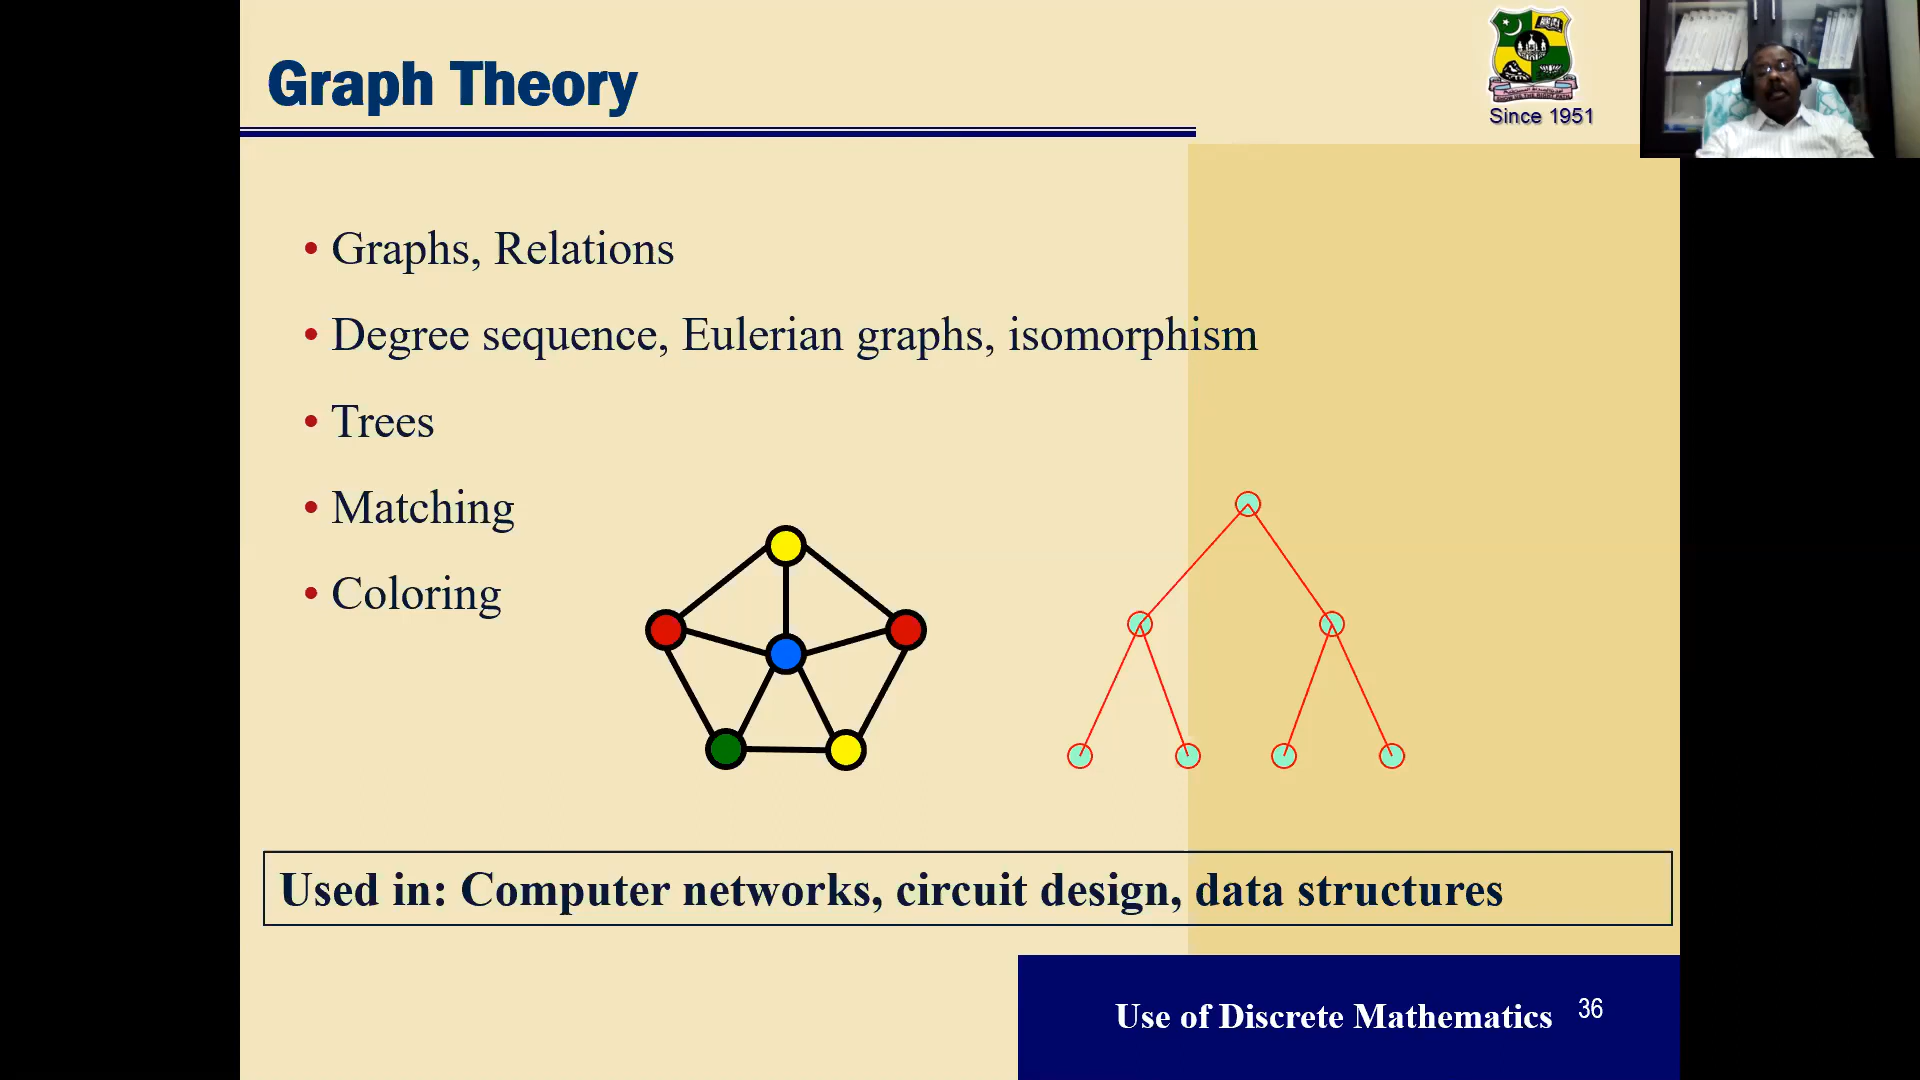 Graph Theory
Since 1951
• Graphs, Relations
• Degree sequence, Eulerian graphs, isomorphism
• Trees
• Matching
• Coloring
Used in: Computer networks, circuit design, data structures
Use of Discrete Mathematics 36